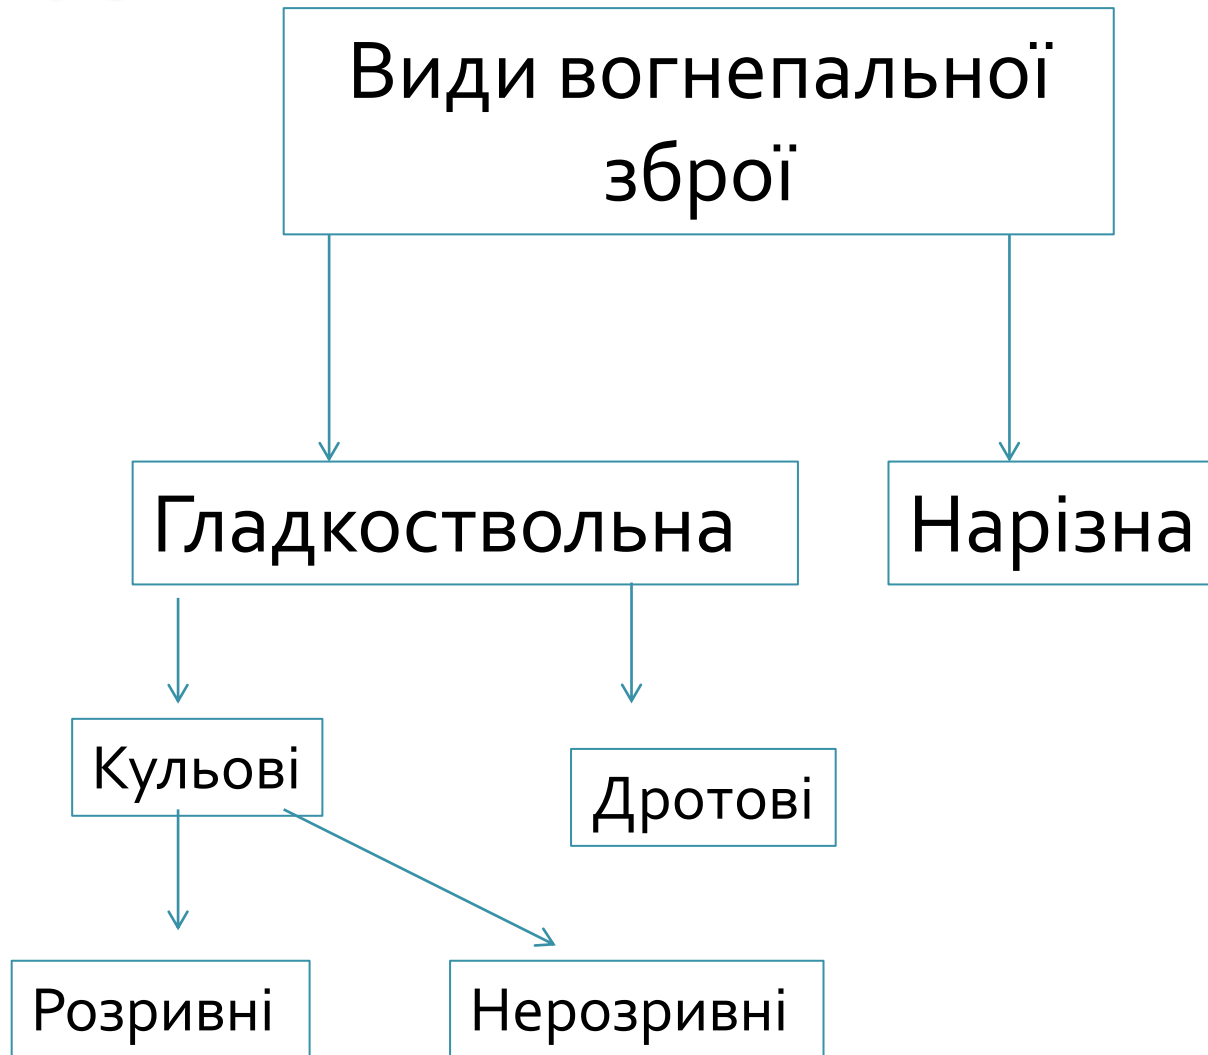 Види вогнепальної
зброї
Гладкоствольна
Нарізна
Кульові
Дротові
Розривні
Нерозривні